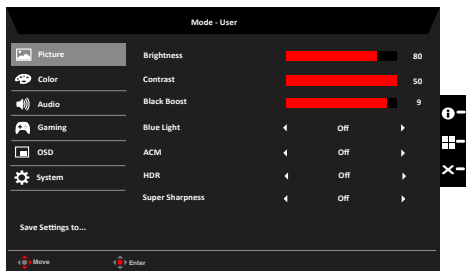 Mode - User
Picture
Color
Audio
Gaming
OSD
System
Save Settings to...
Brightness 80
Contrast 50
Black Boost 9
Blue Light Off
ACM Off
HDR Off
Super Sharpness Off
Move Enter